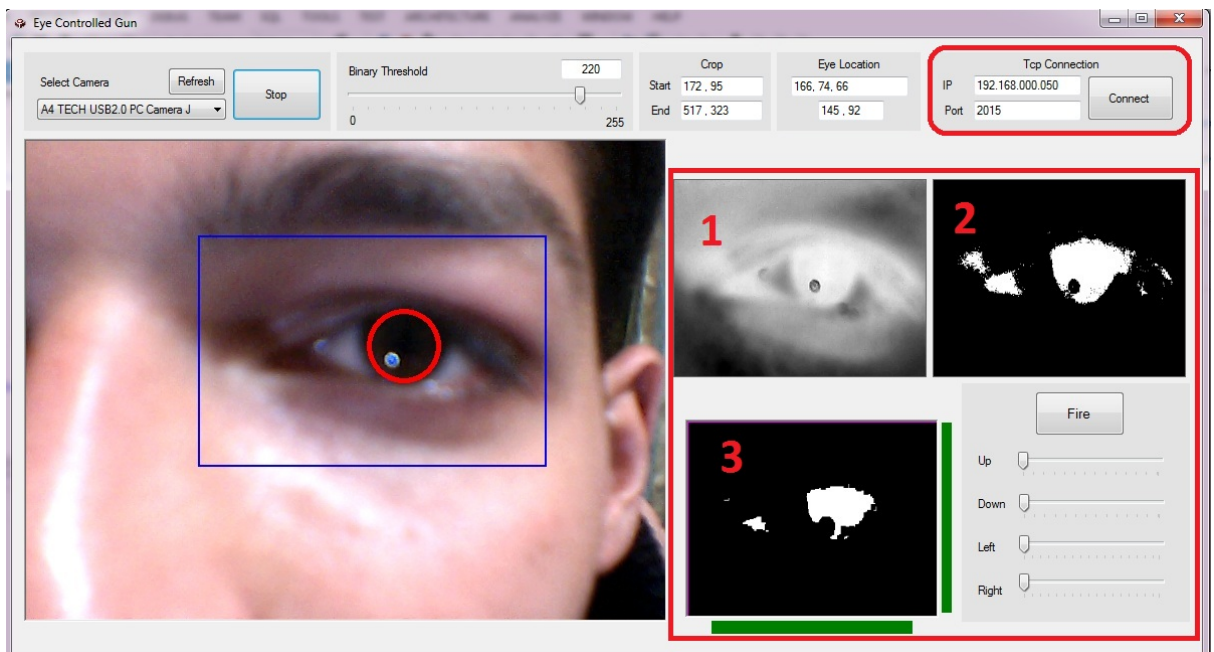 Eye Controlled Gun
Select Camera
Refresh
A4 TECH USB2.0 PC Camera J
Stop
Binary Threshold
220
0
255
Crop
Start
172 , 95
End
517 , 323
Eye Location
166, 74, 66
145 , 92
Tcp Connection
IP
192.168.000.050
Port
2015
Connect
1
2
3
Fire
Up
Down
Left
Right